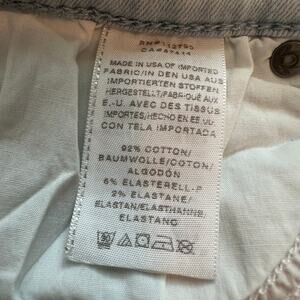 MADE IN USA OF IMPORTED
FABRIC/IN DEN USA AUS
IMPORTIERTEN STOFFEN
HERGESTELLT/FABRIQUÉ AUX
É.-U. AVEC DES TISSUS
IMPORTÉS/HECHO EN EE.UU.
CON TELA IMPORTADA
92% COTTON/
BAUMWOLLE/COTON/
ALGODÓN
6% ELASTERELL-P
2% ELASTANE/
ELASTAN/ÉLASTHANNE/
ELASTANO